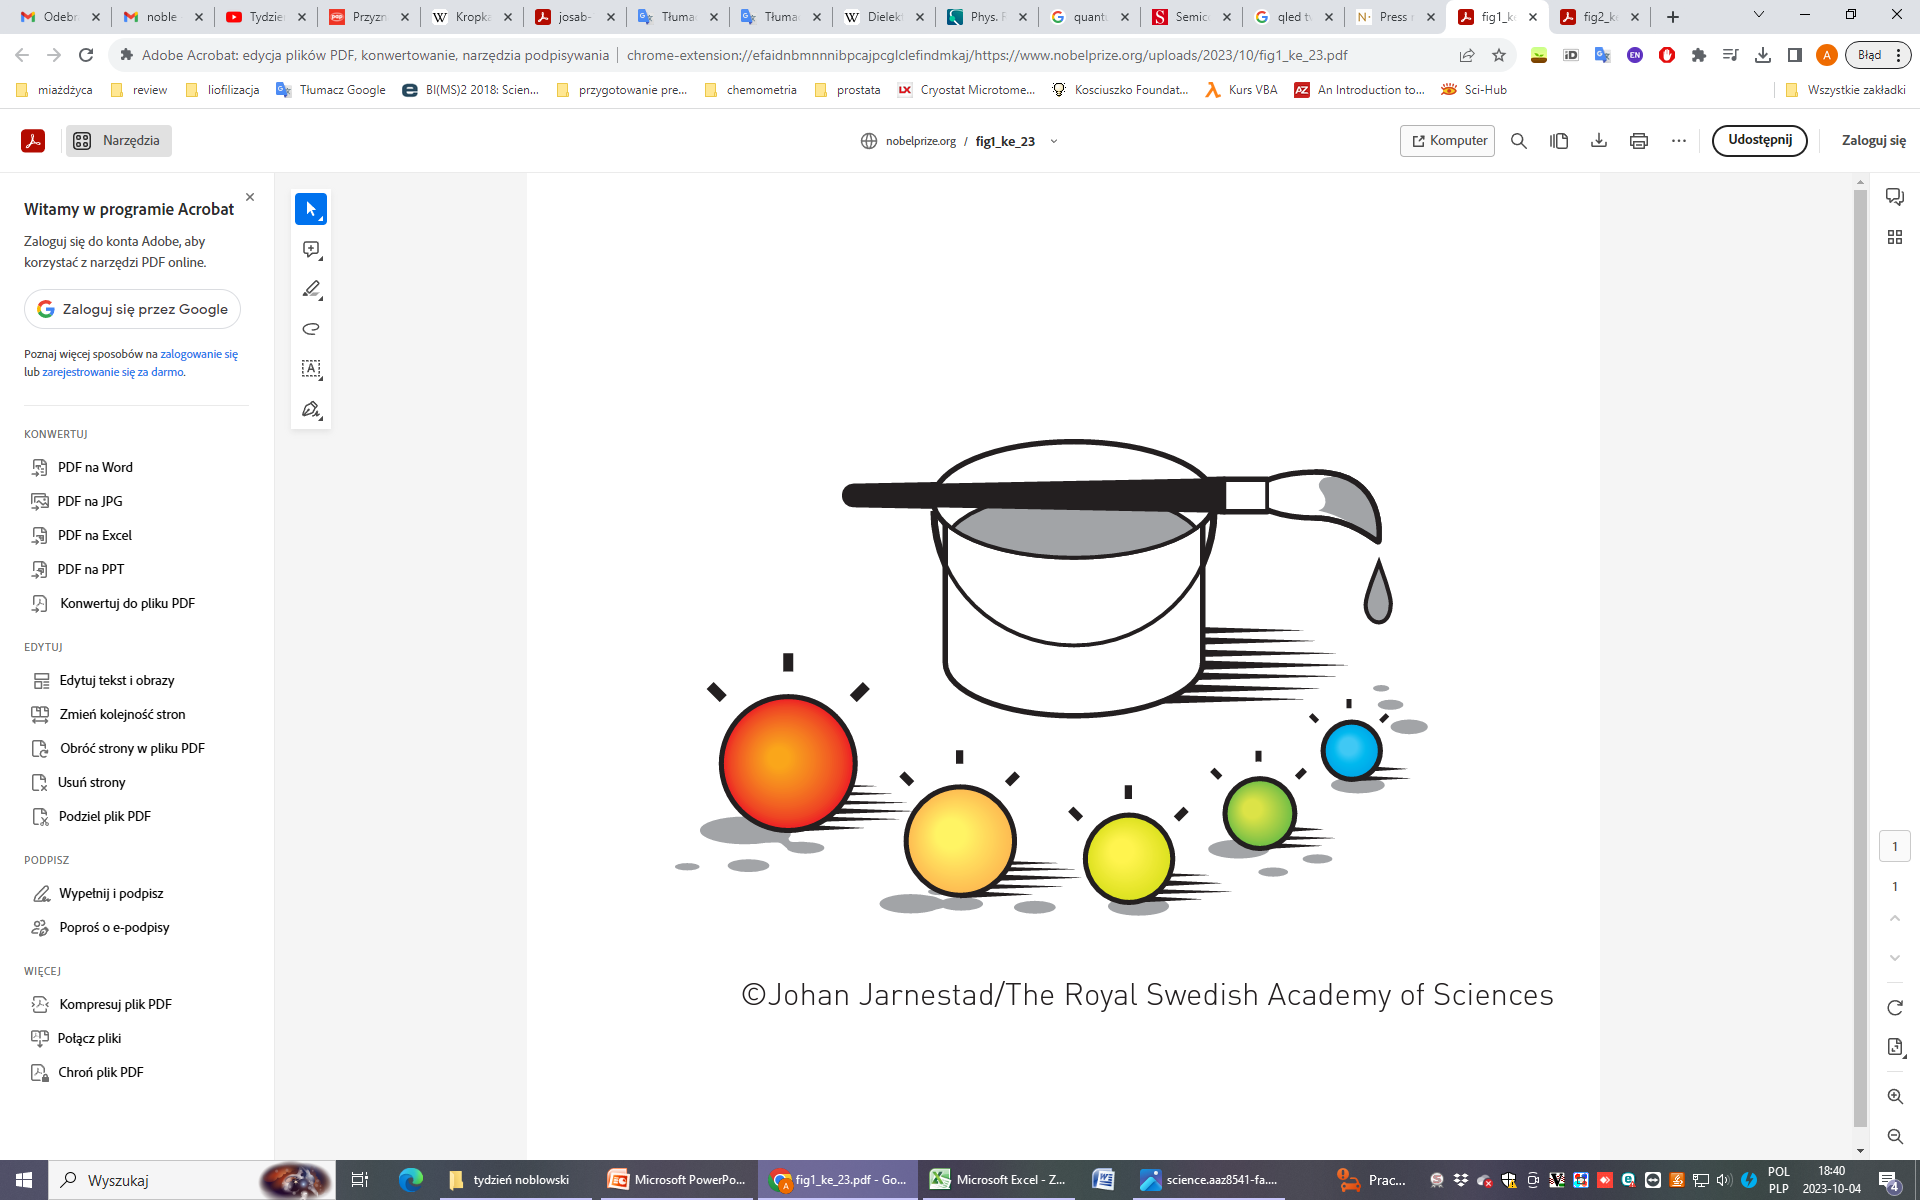 Odebr
noble
Tydzie
Przyzn
Kropka
josab-
Tłuma
Tłuma
Dielekt
Phys. R
quant
Semic
qled t
Press r
fig1_ke
fig2_ke
Adobe Acrobat: edycja plików PDF, konwertowanie, narzędzia podpisywania
chrome-extension://efaidnbmnnnibpcajpcglclefindmkaj/https://www.nobelprize.org/uploads/2023/10/fig1_ke_23.pdf
Błąd
miażdżyca
review
liofilizacja
Tłumacz Google
BI(MS)2 2018: Scien...
przygotowanie pre...
chemometria
prostata
Cryostat Microtome...
Kosciuszko Foundat...
Kurs VBA
An Introduction to...
Sci-Hub
Wszystkie zakładki
Narzędzia
nobelprize.org / fig1_ke_23
Komputer
Udostępnij
Zaloguj się
Witamy w programie Acrobat
Zaloguj się do konta Adobe, aby
korzystać z narzędzi PDF online.
Zaloguj się przez Google
Poznaj więcej sposobów na zalogowanie się
lub zarejestrowanie się za darmo.
KONWERTUJ
PDF na Word
PDF na JPG
PDF na Excel
PDF na PPT
Konwertuj do pliku PDF
EDYTUJ
Edytuj tekst i obrazy
Zmień kolejność stron
Obróć strony w pliku PDF
Usuń strony
Podziel plik PDF
PODPISZ
Wypełnij i podpisz
Poproś o e-podpisy
WIĘCEJ
Kompresuj plik PDF
Połącz pliki
Chroń plik PDF
©Johan Jarnestad/The Royal Swedish Academy of Sciences
1
1
Wyszukaj
tydzień noblowski
Microsoft PowerPo...
fig1_ke_23.pdf - Go...
Microsoft Excel - Z...
science.aaz8541-fa....
Prac...
POL
PLP
18:40
2023-10-04
4